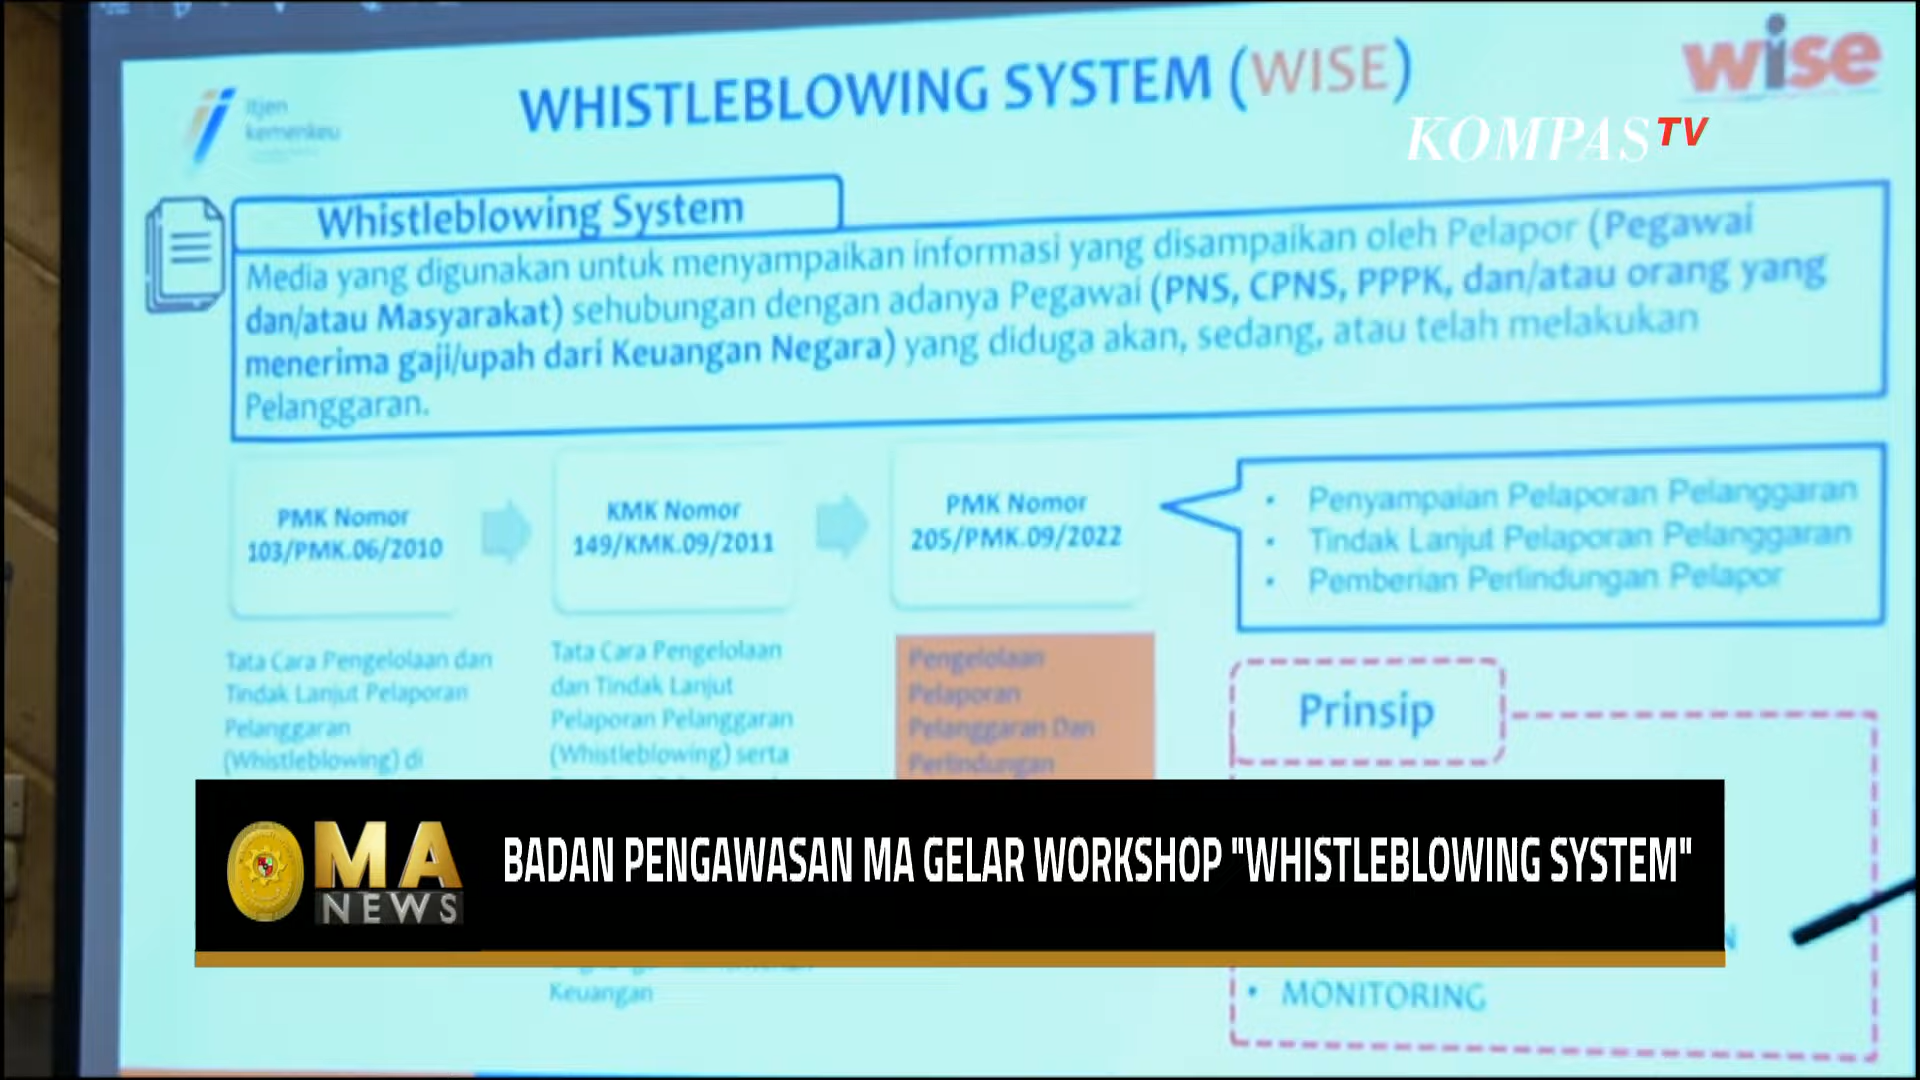 WHISTLEBLOWING SYSTEM (WISE)
wise
Itjen
kemenkeu
KOMPAS TV
Whistleblowing System
Media yang digunakan untuk menyampaikan informasi yang disampaikan oleh Pelapor (Pegawai
dan/atau Masyarakat) sehubungan dengan adanya Pegawai (PNS, CPNS, PPPK, dan/atau orang yang
menerima gaji/upah dari Keuangan Negara) yang diduga akan, sedang, atau telah melakukan
Pelanggaran.
PMK Nomor
103/PMK.06/2010
KMK Nomor
149/KMK.09/2011
PMK Nomor
205/PMK.09/2022
• Penyampaian Pelaporan Pelanggaran
• Tindak Lanjut Pelaporan Pelanggaran
• Pemberian Perlindungan Pelapor
Tata Cara Pengelolaan dan
Tindak Lanjut Pelaporan
Pelanggaran
(Whistleblowing) di
Tata Cara Pengelolaan
dan Tindak Lanjut
Pelaporan Pelanggaran
(Whistleblowing) serta
Keuangan
Pengelolaan
Pelaporan
Pelanggaran Dan
Perlindungan
Prinsip
• MONITORING
MA
NEWS
BADAN PENGAWASAN MA GELAR WORKSHOP "WHISTLEBLOWING SYSTEM"